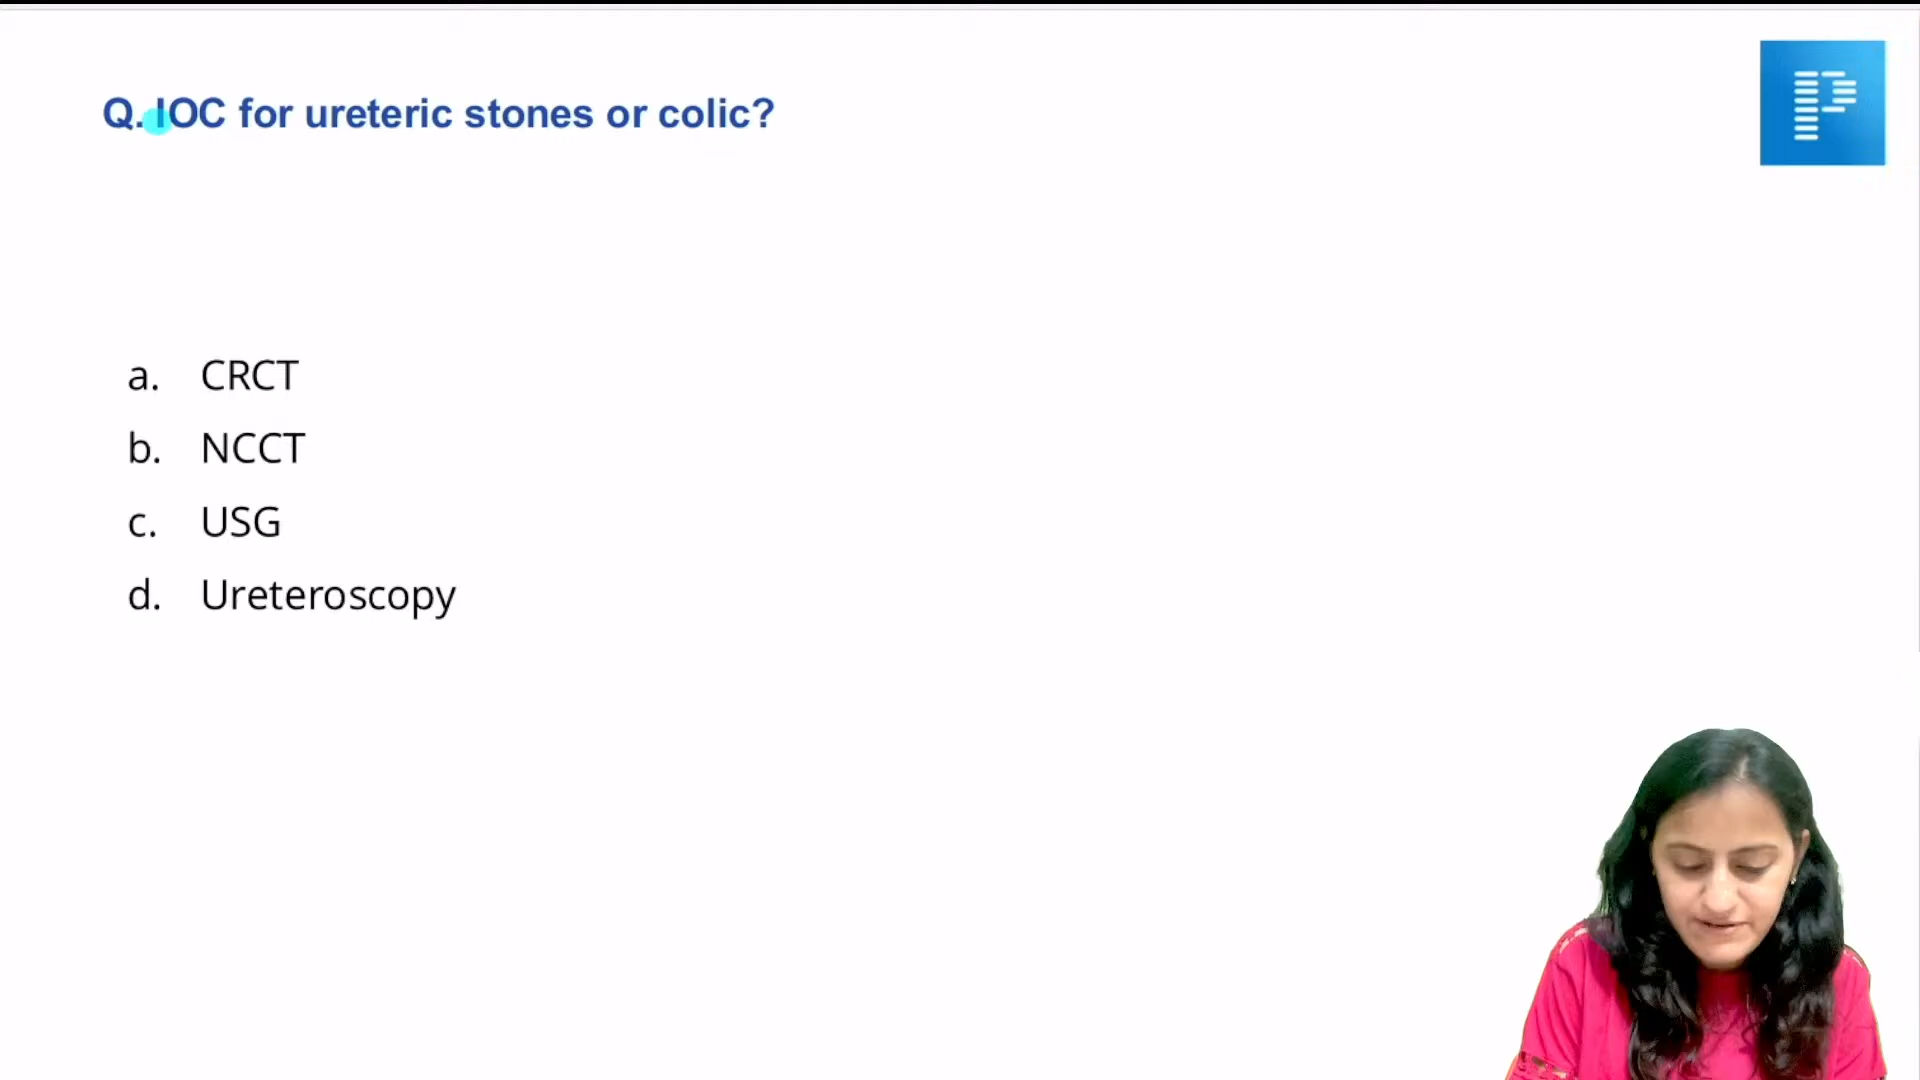 Q. IOC for ureteric stones or colic?
a. CRCT
b. NCCT
c. USG
d. Ureteroscopy